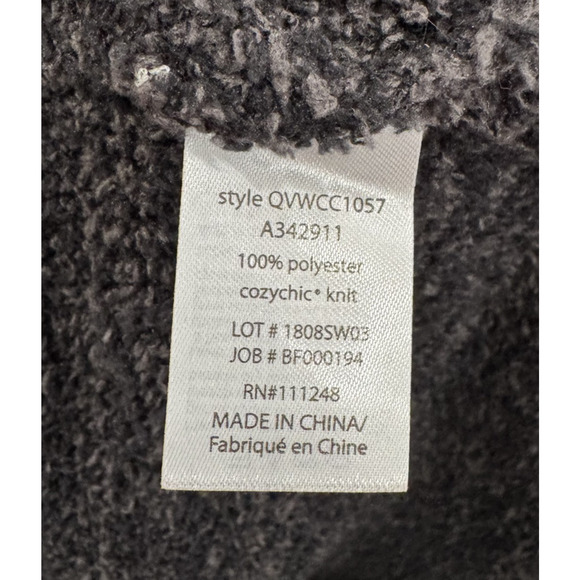 style QVWCC1057
A342911
100% polyester
cozychic® knit
LOT # 1808SW03
JOB # BF000194
RN#111248
MADE IN CHINA/
Fabriqué en Chine